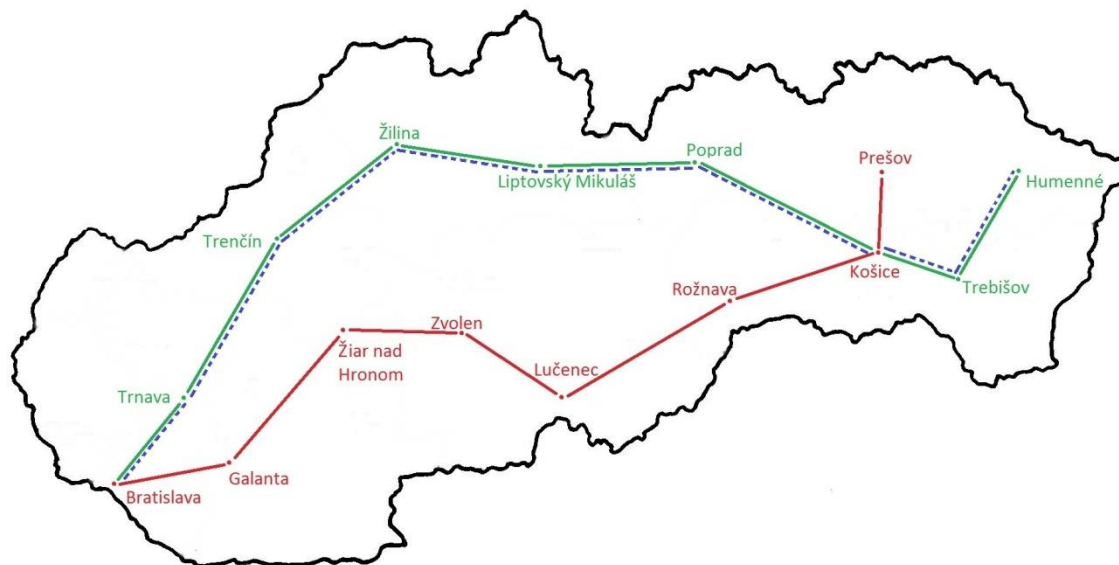 Žilina
Poprad
Prešov
Liptovský Mikuláš
Humenné
Trenčín
Košice
Trebišov
Rožnava
Zvolen
Žiar nad
Hronom
Lučenec
Trnava
Galanta
Bratislava